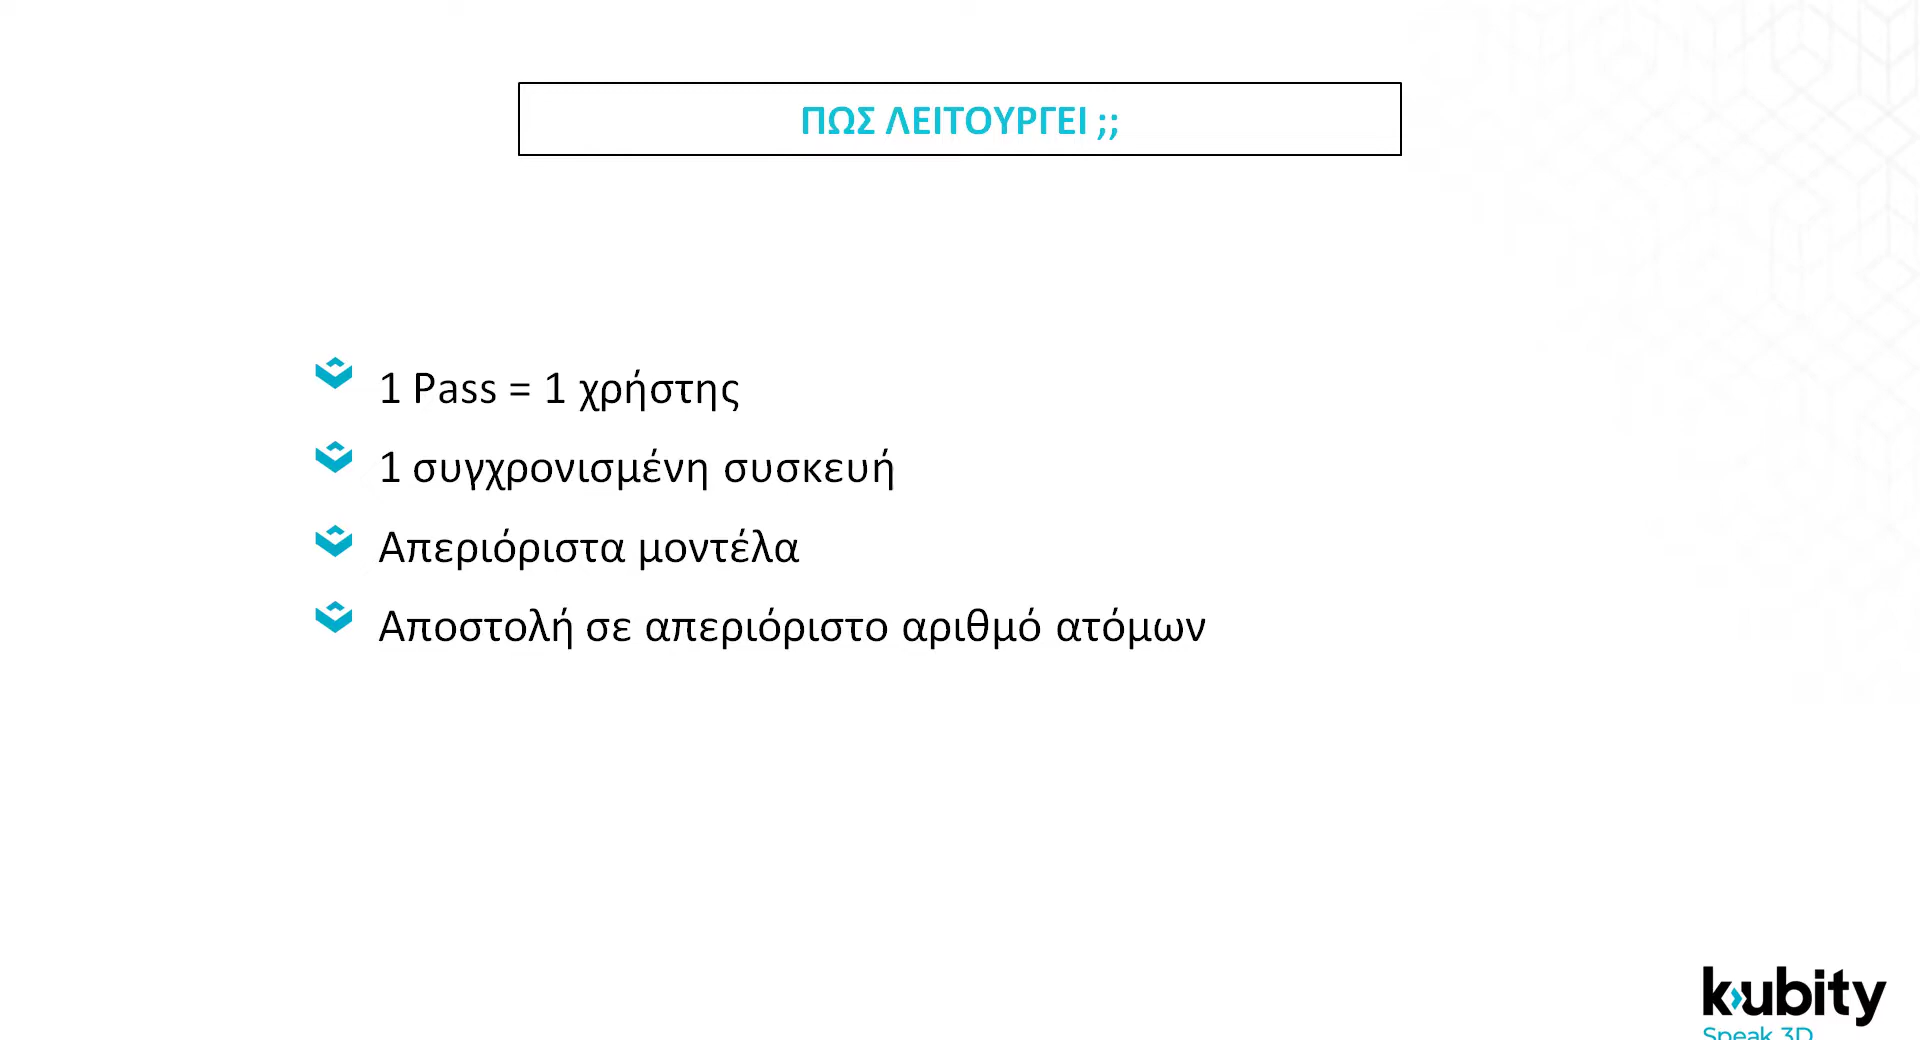 ΠΩΣ ΛΕΙΤΟΥΡΓΕΙ ;;
1 Pass = 1 χρήστης
1 συγχρονισμένη συσκευή
Απεριόριστα μοντέλα
Αποστολή σε απεριόριστο αριθμό ατόμων
kubity
Speak 3D